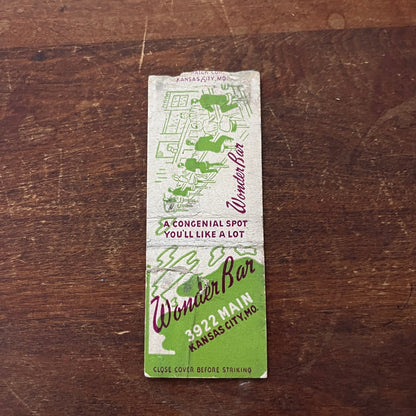 KANSAS CITY, MO.
Wonder Bar
A CONGENIAL SPOT
YOU'LL LIKE A LOT
Wonder Bar
3922 MAIN
KANSAS CITY, MO.
CLOSE COVER BEFORE STRIKING